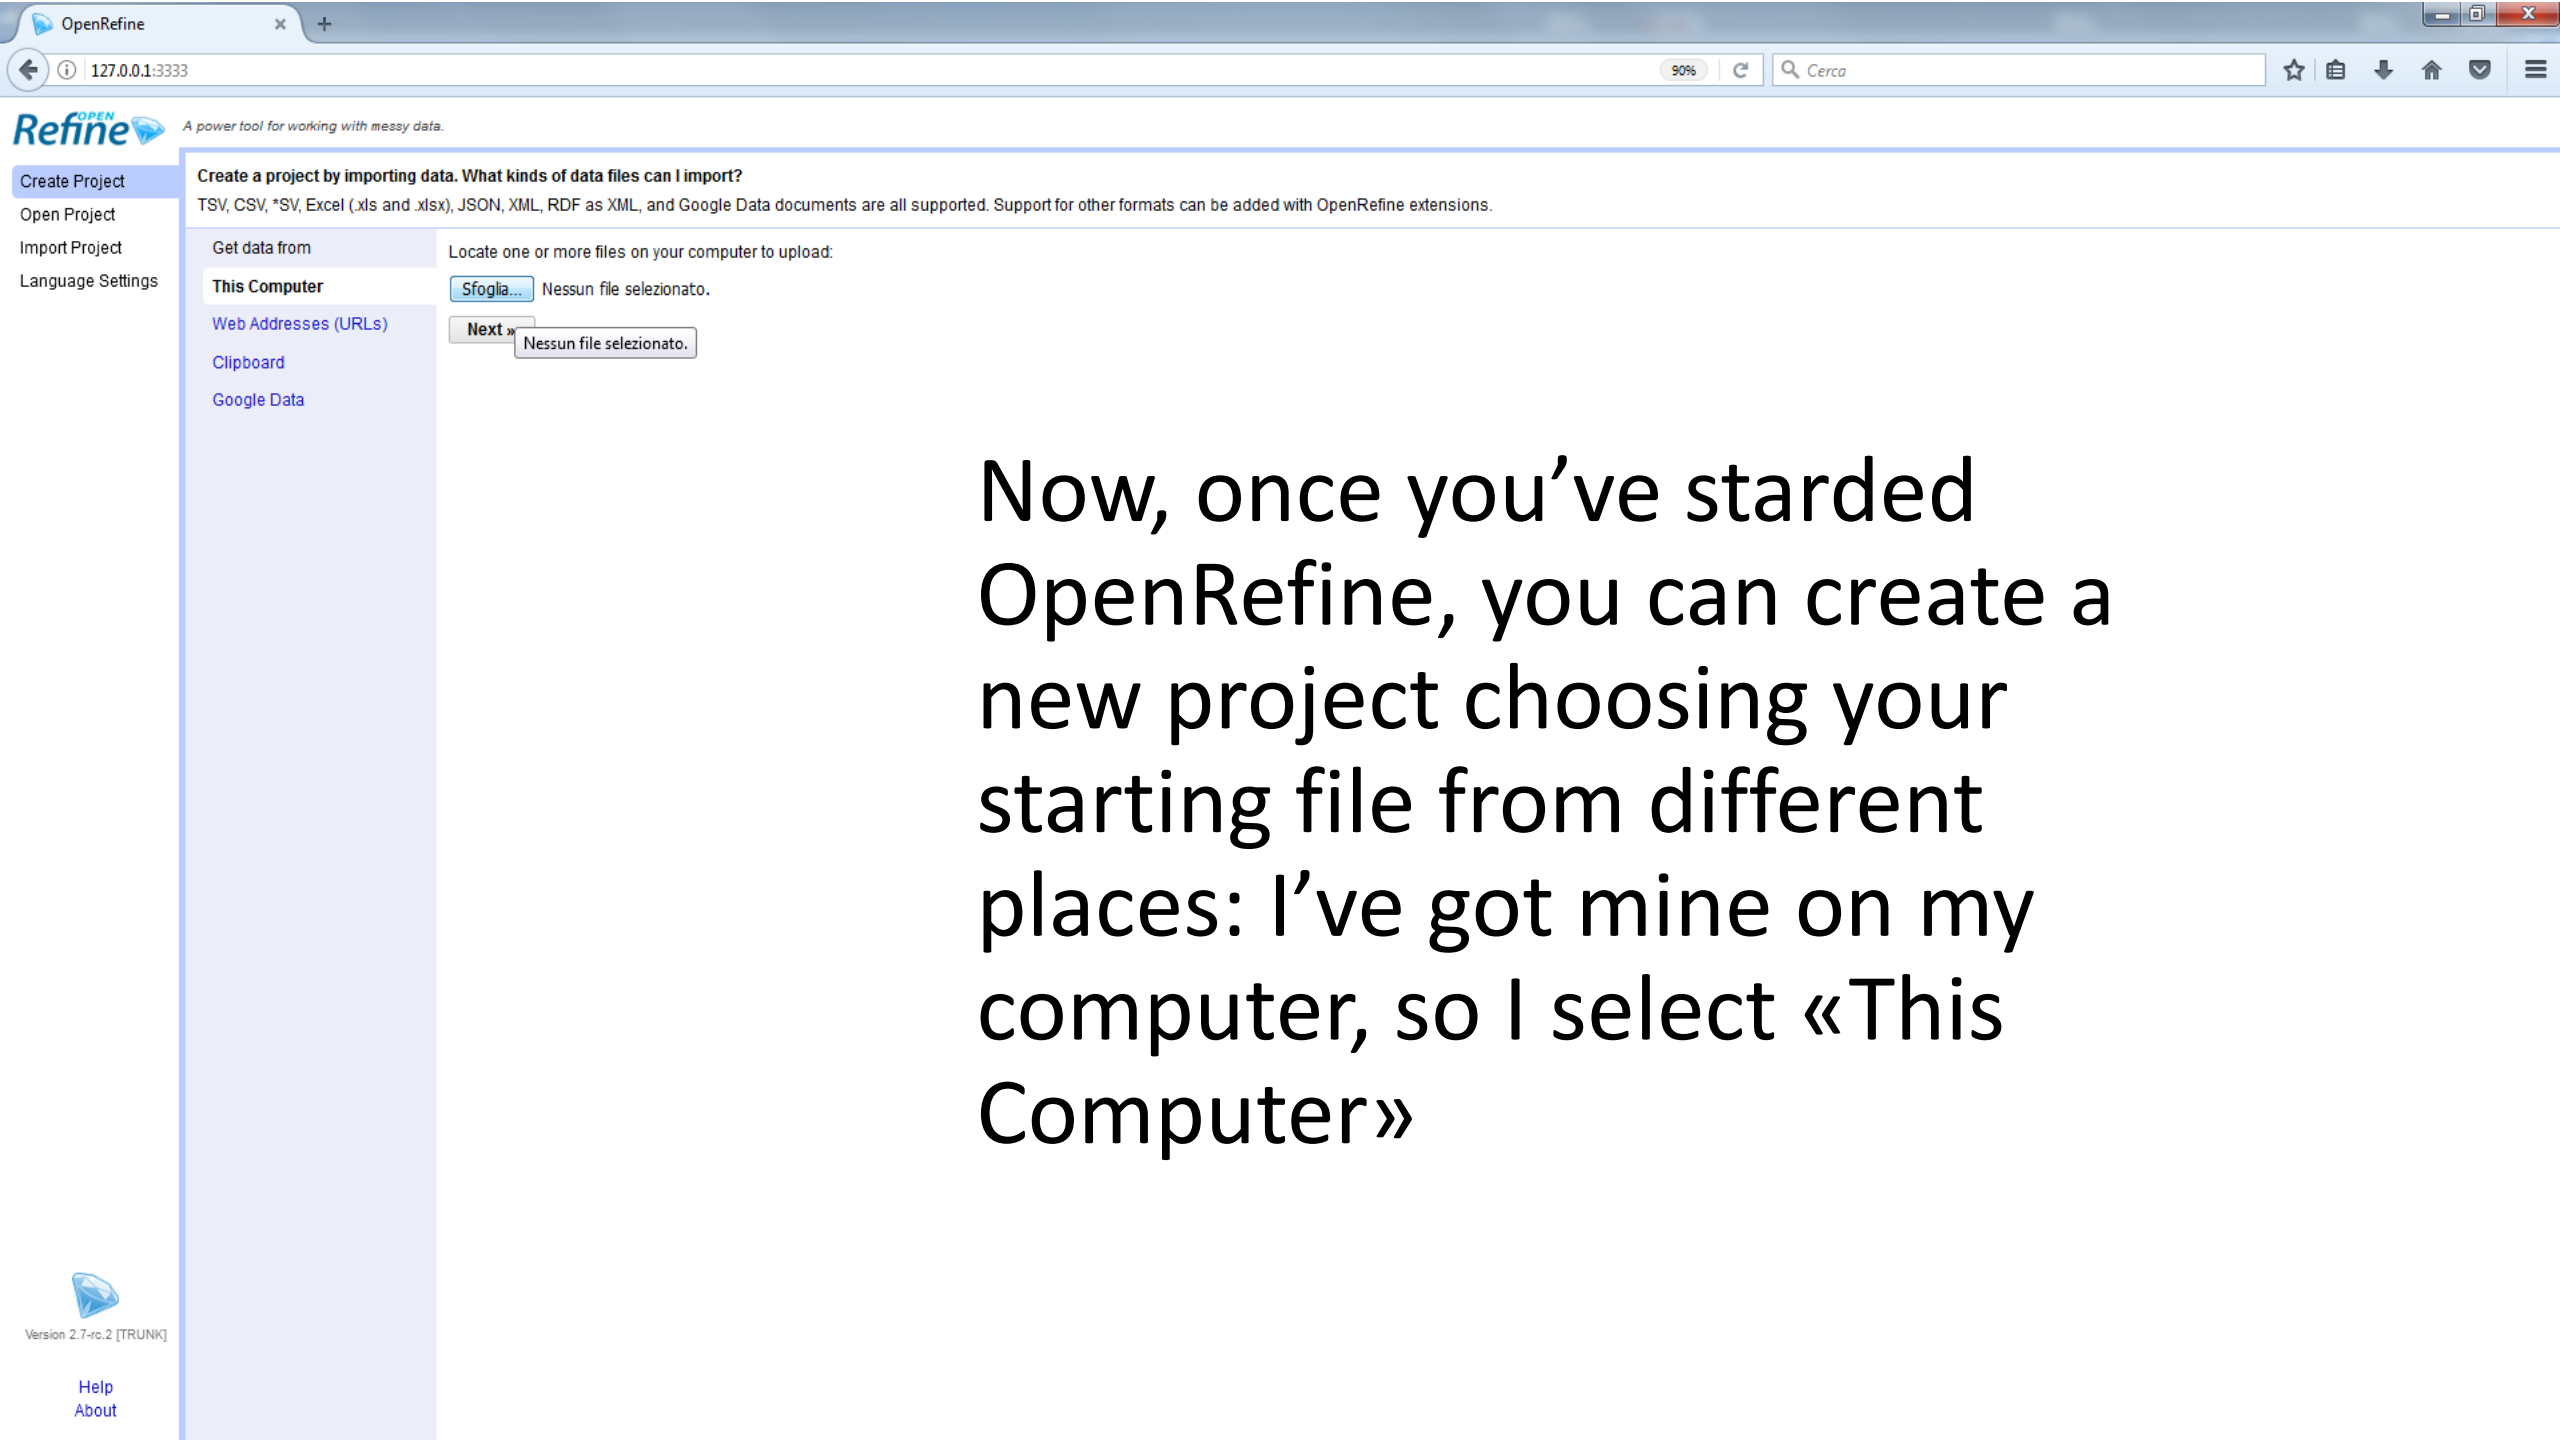 OpenRefine
127.0.0.1:3333
90%
Cerca
OPEN
Refine
A power tool for working with messy data.
Create Project
Open Project
Import Project
Language Settings
Create a project by importing data. What kinds of data files can I import?
TSV, CSV, *SV, Excel (.xls and .xlsx), JSON, XML, RDF as XML, and Google Data documents are all supported. Support for other formats can be added with OpenRefine extensions.
Get data from
This Computer
Web Addresses (URLs)
Clipboard
Google Data
Locate one or more files on your computer to upload:
Sfoglia... Nessun file selezionato.
Next »
Nessun file selezionato.
Now, once you’ve starded
OpenRefine, you can create a
new project choosing your
starting file from different
places: I’ve got mine on my
computer, so I select «This
Computer»
Version 2.7-rc.2 [TRUNK]
Help
About